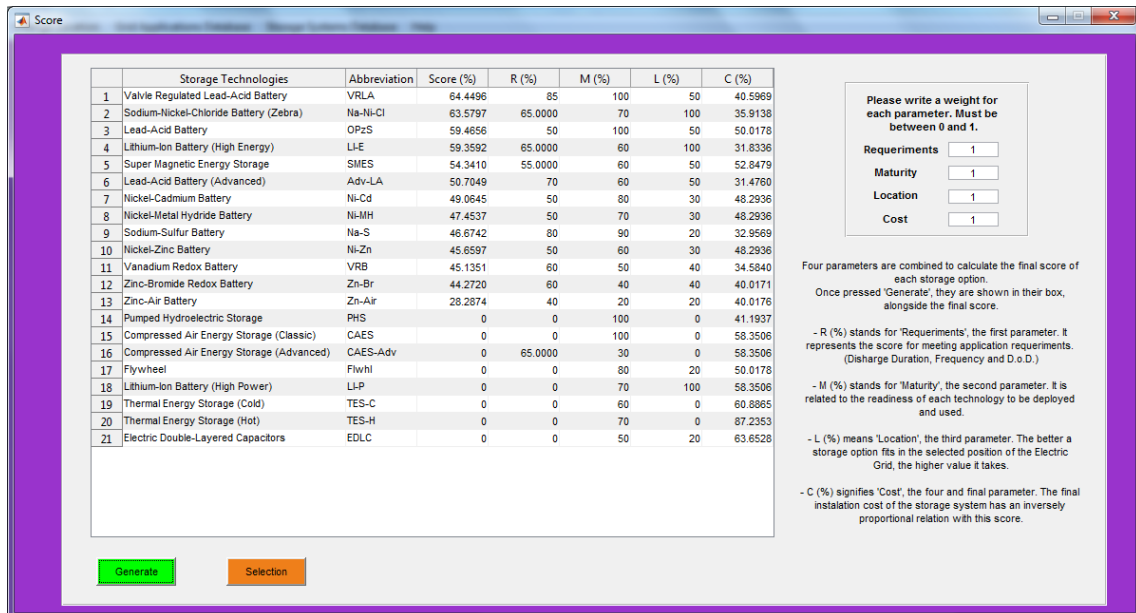 Score
Storage Technologies Abbreviation Score (%) R (%) M (%) L (%) C (%)
1 Valvle Regulated Lead-Acid Battery VRLA 64.4496 85 100 50 40.5969
2 Sodium-Nickel-Chloride Battery (Zebra) Na-Ni-Cl 63.5797 65.0000 70 100 35.9138
3 Lead-Acid Battery OPzS 59.4656 50 100 50 50.0178
4 Lithium-Ion Battery (High Energy) LI-E 59.3592 65.0000 60 100 31.8336
5 Super Magnetic Energy Storage SMES 54.3410 55.0000 60 50 52.8479
6 Lead-Acid Battery (Advanced) Adv-LA 50.7049 70 60 50 31.4760
7 Nickel-Cadmium Battery Ni-Cd 49.0645 50 80 30 48.2936
8 Nickel-Metal Hydride Battery Ni-MH 47.4537 50 70 30 48.2936
9 Sodium-Sulfur Battery Na-S 46.6742 80 90 20 32.9569
10 Nickel-Zinc Battery Ni-Zn 45.6597 50 60 30 48.2936
11 Vanadium Redox Battery VRB 45.1351 60 50 40 34.5840
12 Zinc-Bromide Redox Battery Zn-Br 44.2720 60 40 40 40.0171
13 Zinc-Air Battery Zn-Air 28.2874 40 20 20 40.0176
14 Pumped Hydroelectric Storage PHS 0 0 100 0 41.1937
15 Compressed Air Energy Storage (Classic) CAES 0 0 100 0 58.3506
16 Compressed Air Energy Storage (Advanced) CAES-Adv 0 65.0000 30 0 58.3506
17 Flywheel Flwhl 0 0 80 20 50.0178
18 Lithium-Ion Battery (High Power) LI-P 0 0 70 100 58.3506
19 Thermal Energy Storage (Cold) TES-C 0 0 60 0 60.8865
20 Thermal Energy Storage (Hot) TES-H 0 0 70 0 87.2353
21 Electric Double-Layered Capacitors EDLC 0 0 50 20 63.6528
Generate Selection
Please write a weight for
each parameter. Must be
between 0 and 1.
Requeriments 1
Maturity 1
Location 1
Cost 1
Four parameters are combined to calculate the final score of
each storage option.
Once pressed 'Generate', they are shown in their box,
alongside the final score.
- R (%) stands for 'Requeriments', the first parameter. It
represents the score for meeting application requeriments.
(Disharge Duration, Frequency and D.o.D.)
- M (%) stands for 'Maturity', the second parameter. It is
related to the readiness of each technology to be deployed
and used.
- L (%) means 'Location', the third parameter. The better a
storage option fits in the selected position of the Electric
Grid, the higher value it takes.
- C (%) signifies 'Cost', the four and final parameter. The final
instalation cost of the storage system has an inversely
proportional relation with this score.